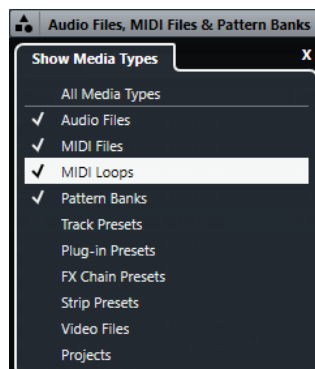 Audio Files, MIDI Files & Pattern Banks
Show Media Types X
All Media Types
Audio Files
MIDI Files
MIDI Loops
Pattern Banks
Track Presets
Plug-in Presets
FX Chain Presets
Strip Presets
Video Files
Projects